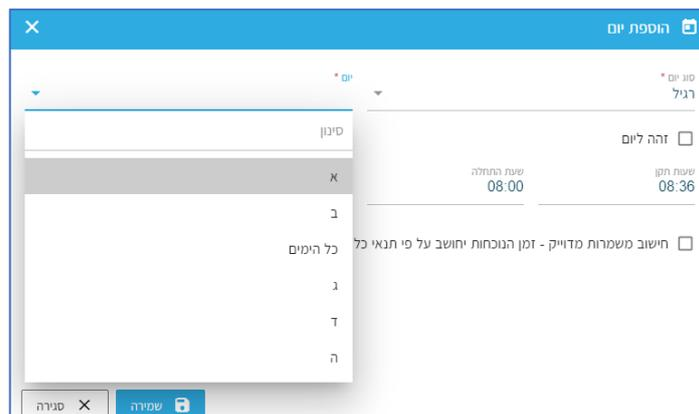 הוספת יום
סוג יום *
רגיל
יום *
סינון
א
ב
כל הימים
ג
ד
ה
זהה ליום
שעות תקן
08:36
שעת התחלה
08:00
חישוב משמרות מדוייק - זמן הנוכחות יחושב על פי תנאי כל
שמירה
סגירה